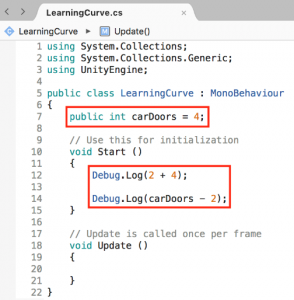 LearningCurve.cs
LearningCurve Update()
1 using System.Collections;
2 using System.Collections.Generic;
3 using UnityEngine;
4
5 public class LearningCurve : MonoBehaviour
6 {
7 public int carDoors = 4;
8
9 // Use this for initialization
10 void Start ()
11 {
12 Debug.Log(2 + 4);
13
14 Debug.Log(carDoors - 2);
15 }
16
17 // Update is called once per frame
18 void Update ()
19 {
20
21 }
22 }